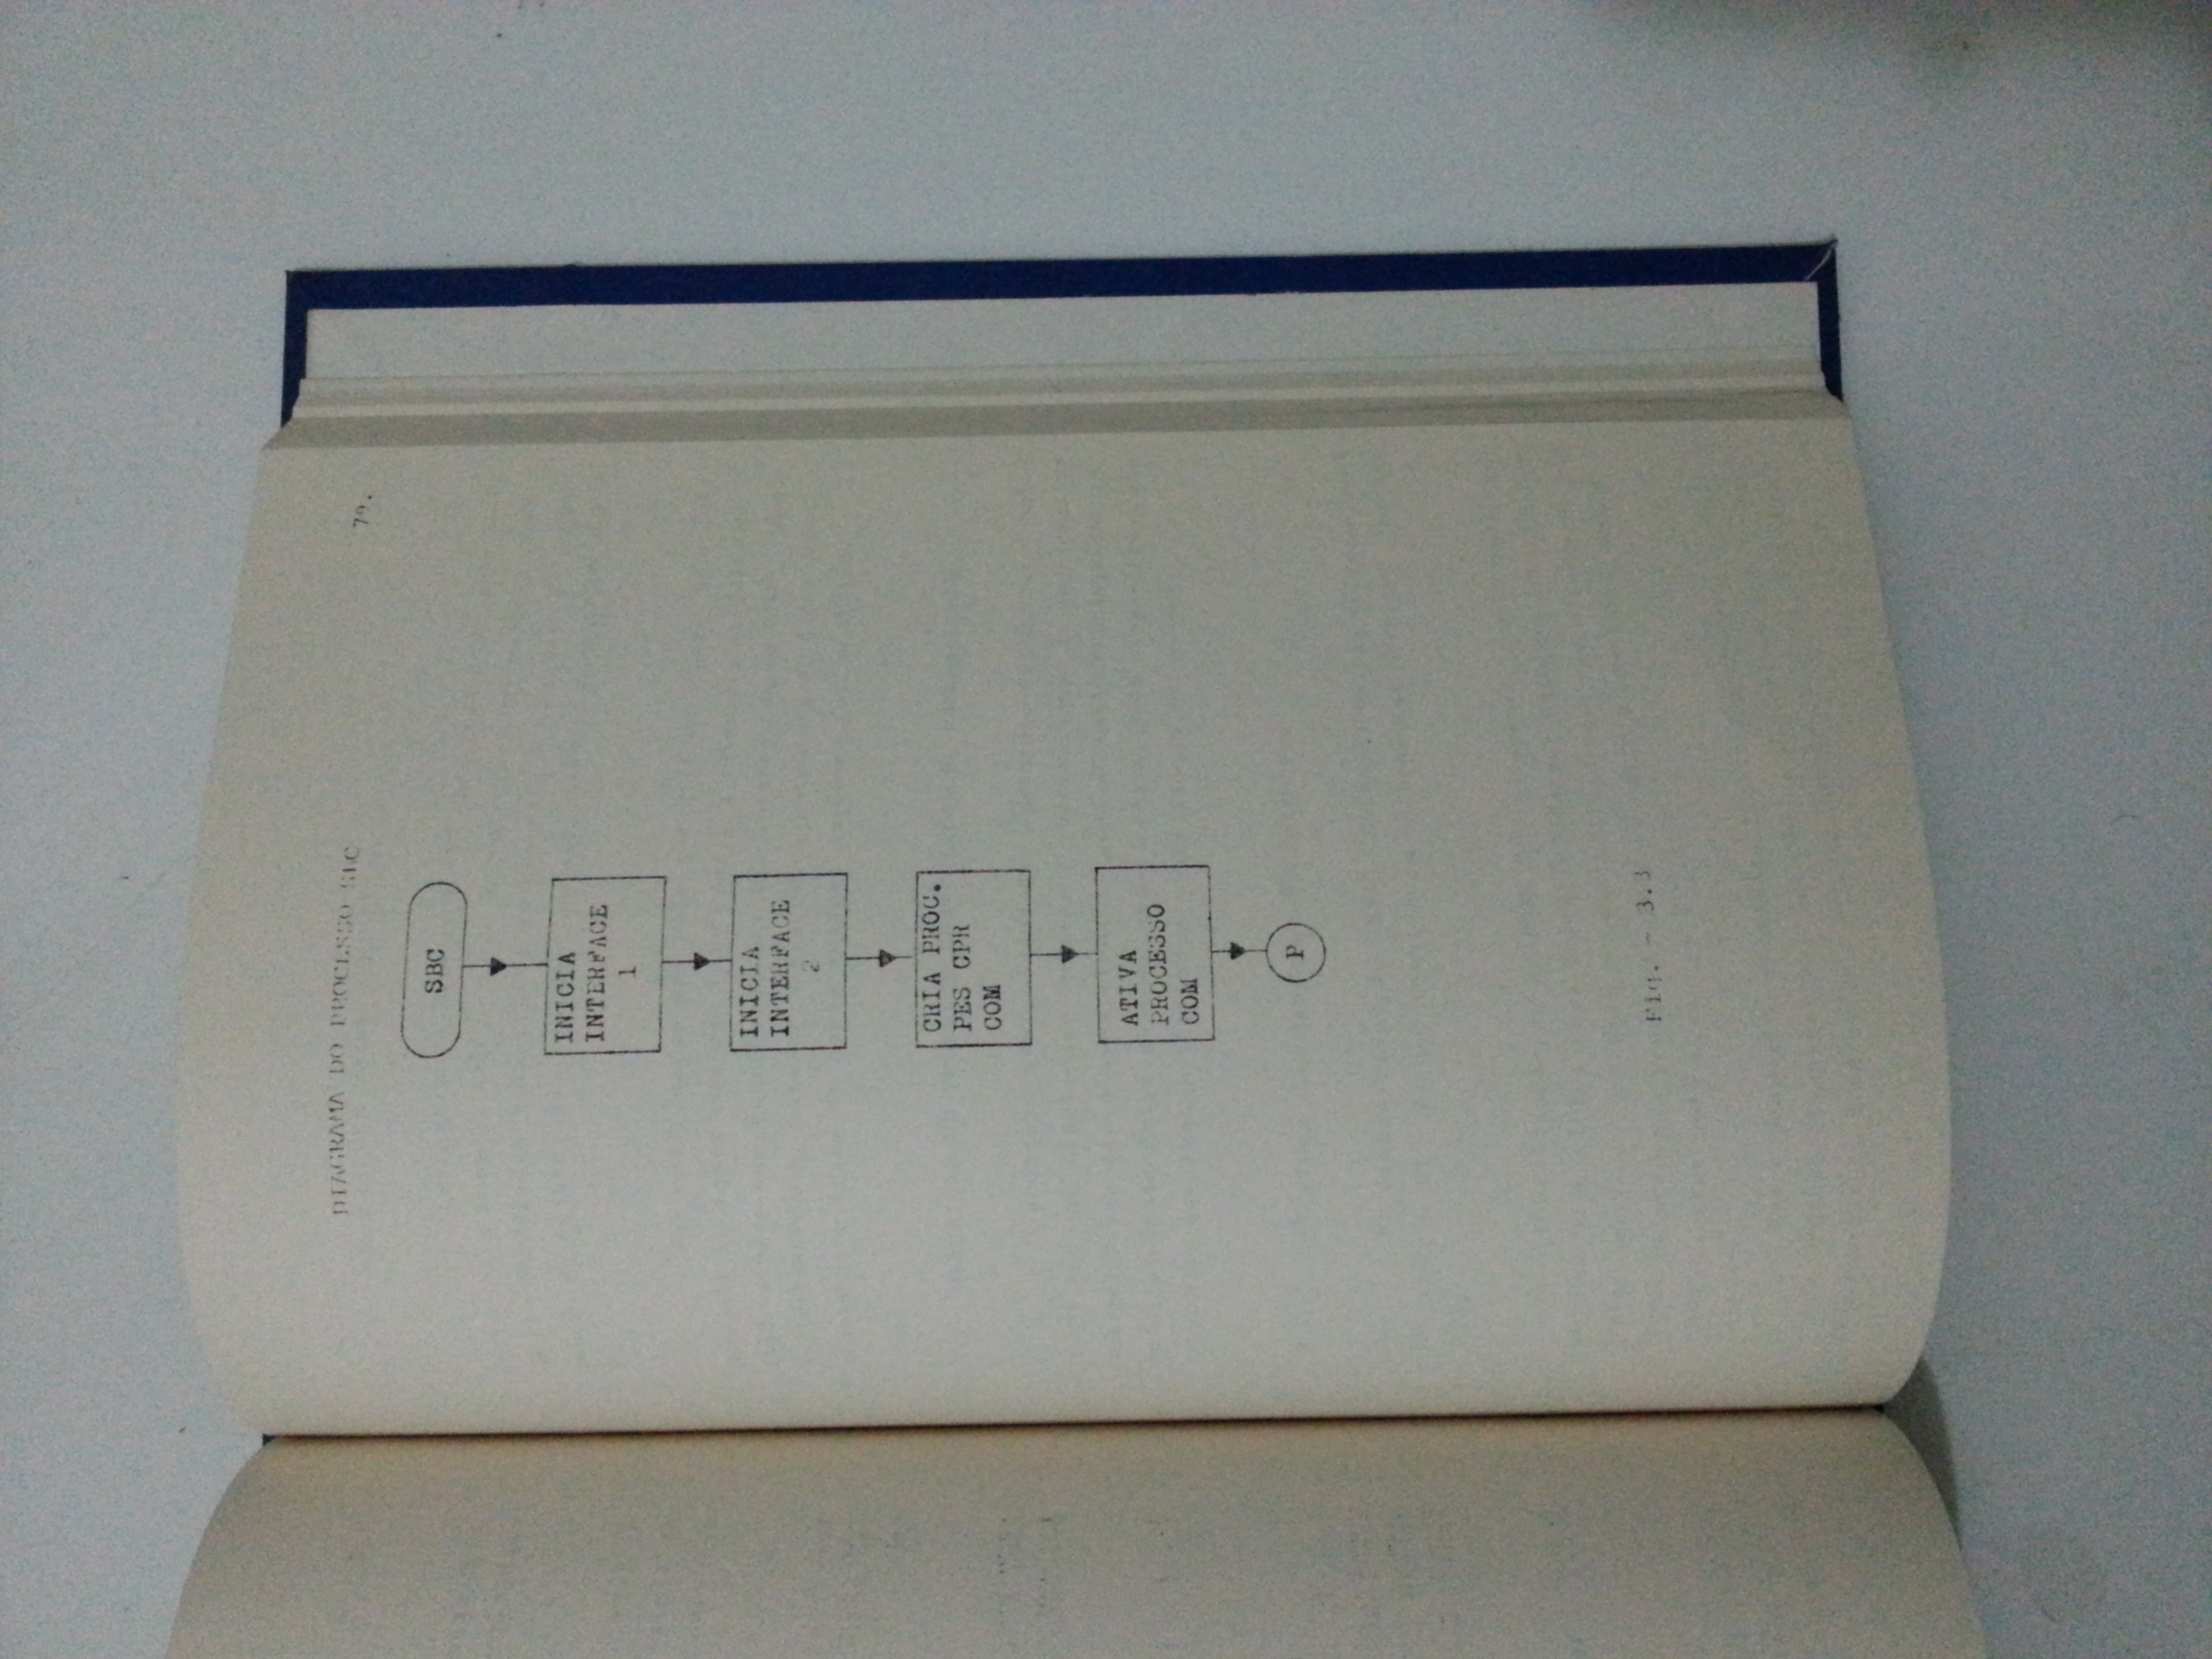 DIAGRAMA DO PROCESSO SBC
79.
SBC
INICIA
INTERFACE
1
INICIA
INTERFACE
2
CRIA PROC.
PES CPR
COM
ATIVA
PROCESSO
COM
P
Fig. - 3.3